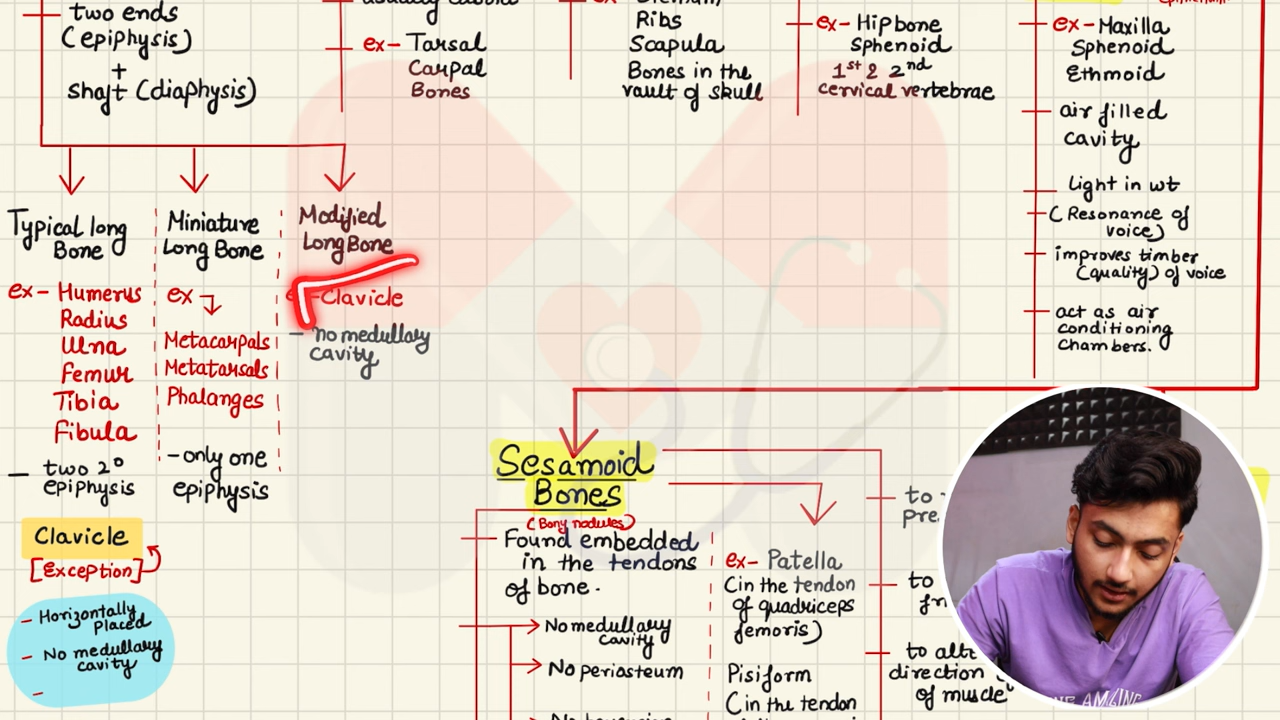 two ends
(epiphysis)
+
shaft (diaphysis)
ex- Tarsal
Carpal
Bones
Ribs
Scapula
Bones in the
vault of skull
ex- Hipbone
Sphenoid
1st & 2nd
cervical vertebrae
ex- Maxilla
Sphenoid
Ethmoid
air filled
cavity
Light in wt
(Resonance of
voice)
improves timber
(quality) of voice
act as air
conditioning
chambers.
Typical long
Bone
ex- Humerus
Radius
Ulna
Femur
Tibia
Fibula
- two 2°
epiphysis
Miniature
Long Bone
ex
Metacarpals
Metatarsals
Phalanges
- only one
epiphysis
Modified
Long Bone
-Clavicle
- no medullary
cavity
Clavicle
[Exception]
- Horizontally
placed
- No medullary
cavity
-
Sesamoid
Bones
(Bony nodules)
Found embedded
in the tendons
of bone.
No medullary
cavity
No periosteum
ex- Patella
(in the tendon
of quadriceps
femoris)
Pisiform
(in the tendon
to
to
direction
of muscle